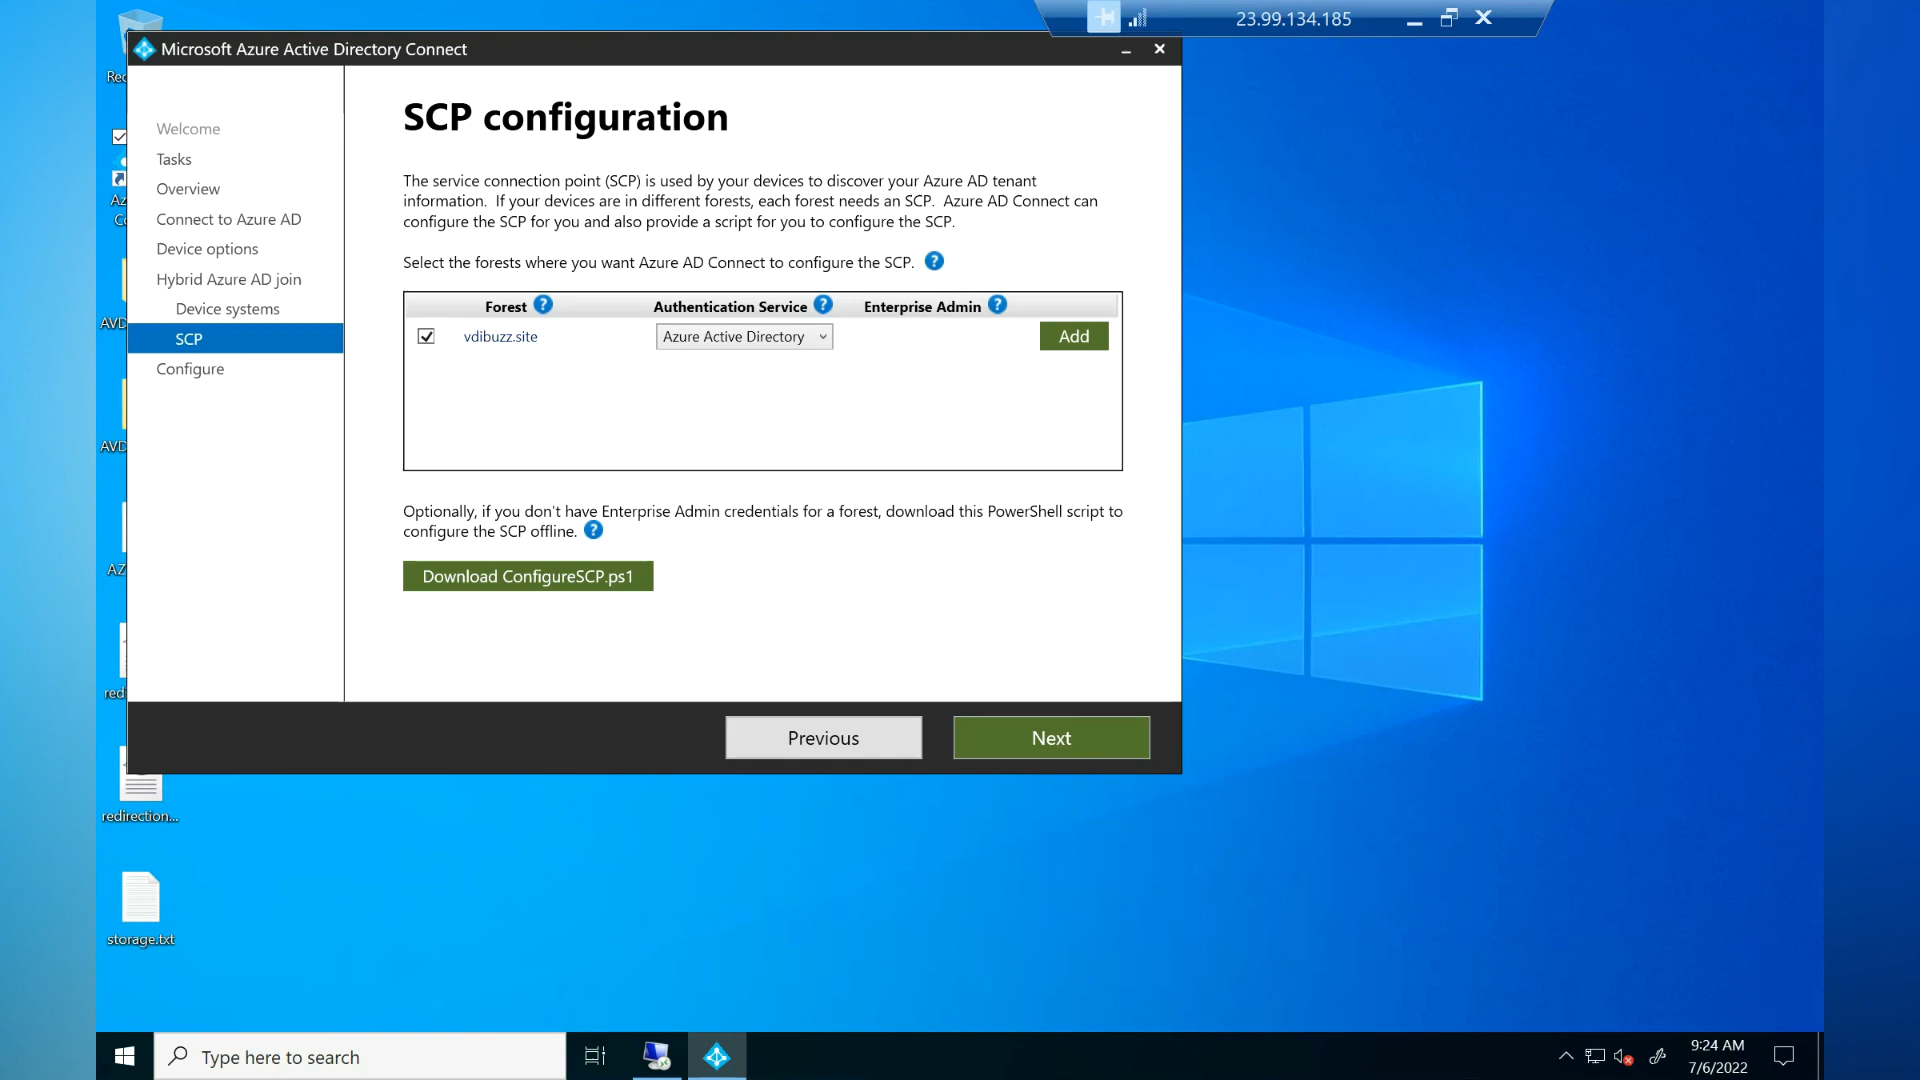 23.99.134.185
Microsoft Azure Active Directory Connect
Welcome
Tasks
Overview
Connect to Azure AD
Device options
Hybrid Azure AD join
Device systems
SCP
Configure
SCP configuration
The service connection point (SCP) is used by your devices to discover your Azure AD tenant
information. If your devices are in different forests, each forest needs an SCP. Azure AD Connect can
configure the SCP for you and also provide a script for you to configure the SCP.
Select the forests where you want Azure AD Connect to configure the SCP. ?
Forest ? Authentication Service ? Enterprise Admin ?
vdibuzz.site Azure Active Directory Add
Optionally, if you don't have Enterprise Admin credentials for a forest, download this PowerShell script to
configure the SCP offline. ?
Download ConfigureSCP.ps1
Previous Next
Rec
Az
Co
AVD
AVD
AZ
red
redirection...
storage.txt
Type here to search
9:24 AM
7/6/2022